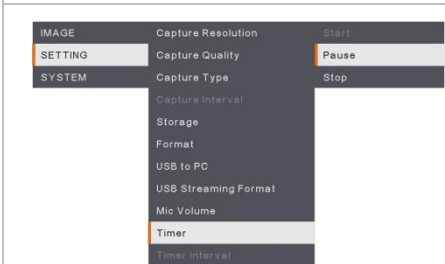 IMAGE
SETTING
SYSTEM
Capture Resolution
Capture Quality
Capture Type
Capture Interval
Storage
Format
USB to PC
USB Streaming Format
Mic Volume
Timer
Timer Interval
Start
Pause
Stop